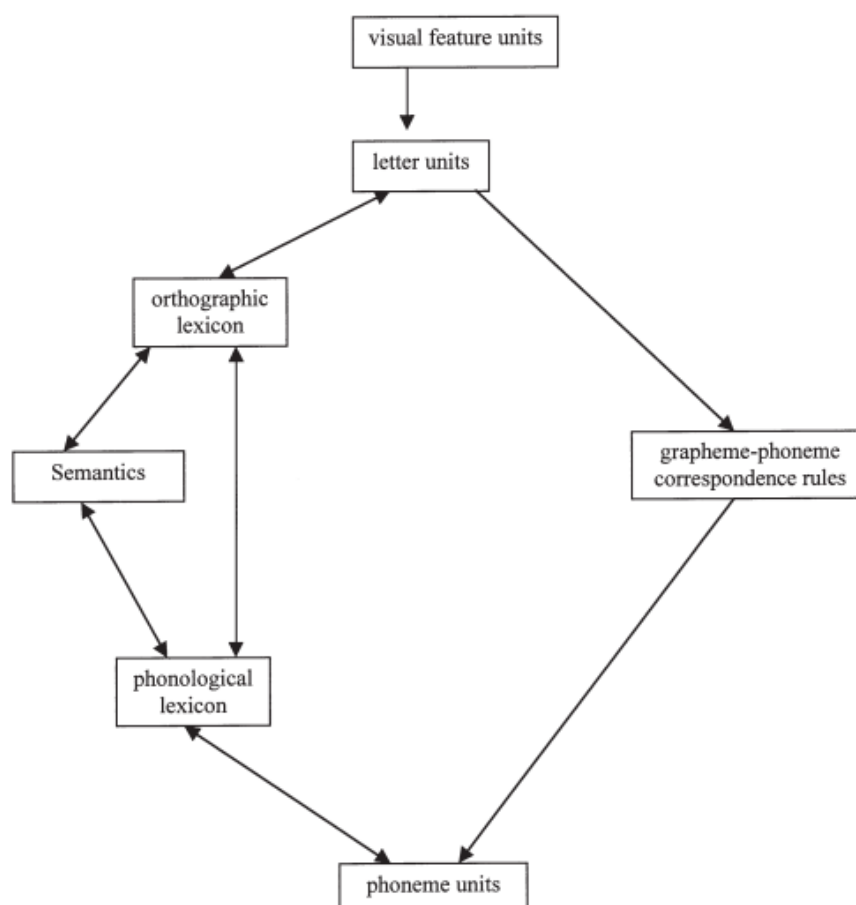 visual feature units
letter units
orthographic
lexicon
Semantics
grapheme-phoneme
correspondence rules
phonological
lexicon
phoneme units